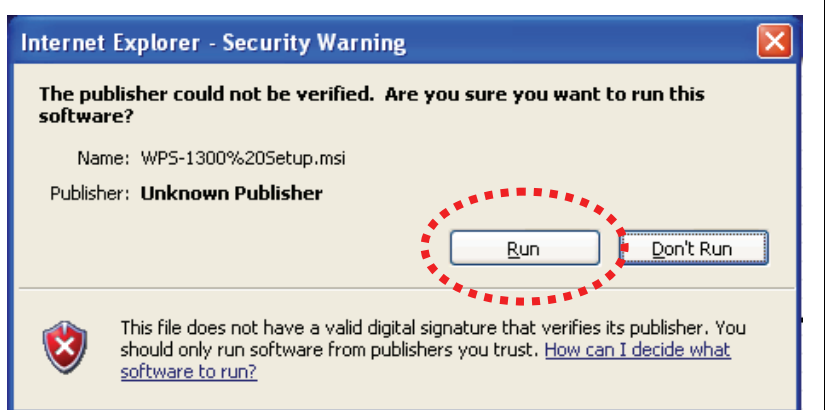 Internet Explorer - Security Warning
The publisher could not be verified. Are you sure you want to run this
software?
Name: WPS-1300%20Setup.msi
Publisher: Unknown Publisher
Run
Don't Run
This file does not have a valid digital signature that verifies its publisher. You
should only run software from publishers you trust. How can I decide what
software to run?